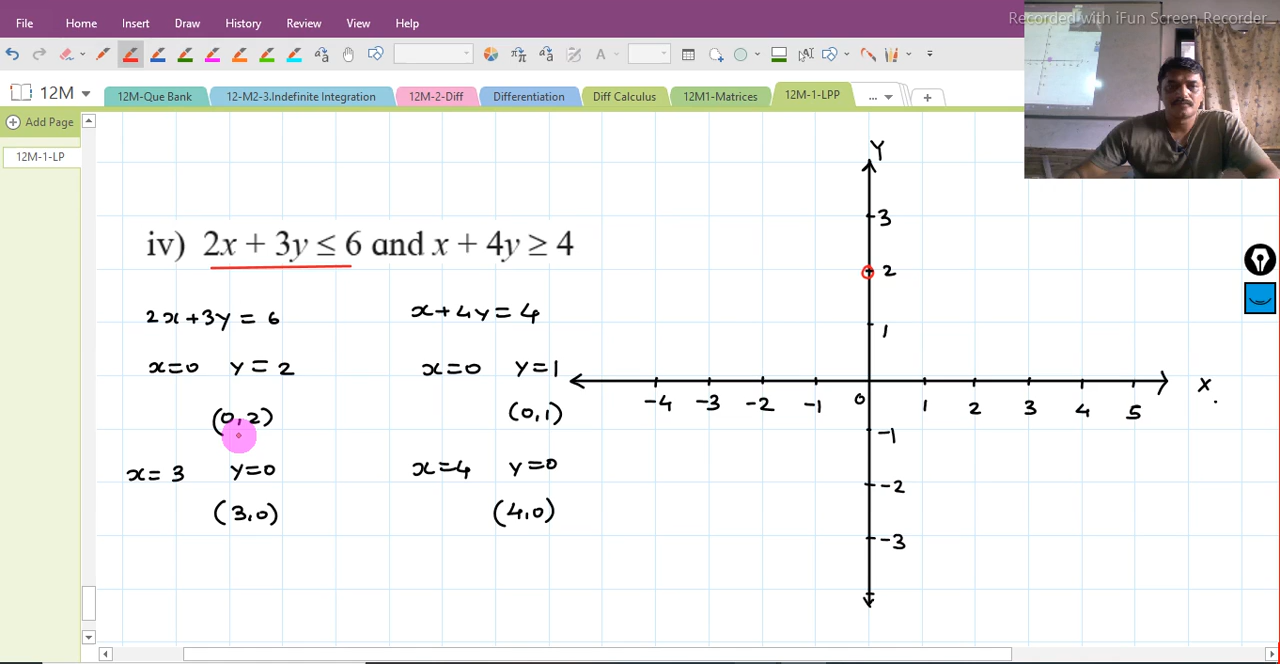 File Home Insert Draw History Review View Help
Recorded with iFun Screen Recorder
12M 12M-Que Bank 12-M2-3.Indefinite Integration 12M-2-Diff Differentiation Diff Calculus 12M1-Matrices 12M-1-LPP ... +
Add Page
12M-1-LP
iv) 2x + 3y ≤ 6 and x + 4y ≥ 4
2x+3y = 6
x=0 y = 2
(0,2)
x= 3 y=0
(3,0)
x+4y=4
x=0 y=1
(0,1)
x=4 y=0
(4,0)
Y
3
2
1
-4 -3 -2 -1 0 1 2 3 4 5 X
-1
-2
-3